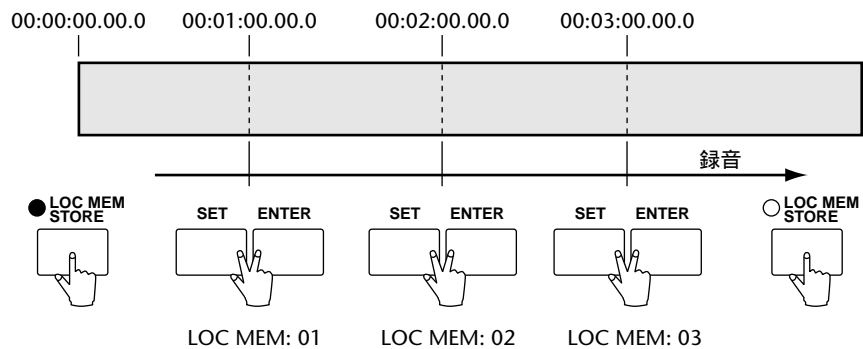 00:00:00.00.0 00:01:00.00.0 00:02:00.00.0 00:03:00.00.0
録音
LOC MEM
STORE
SET ENTER
SET ENTER
SET ENTER
LOC MEM
STORE
LOC MEM: 01 LOC MEM: 02 LOC MEM: 03